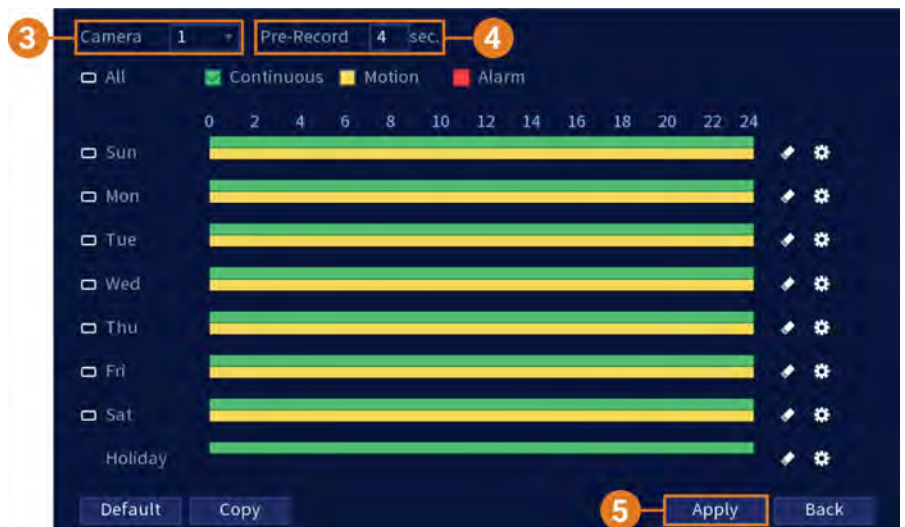 3 Camera 1 Pre-Record 4 sec. 4
All Continuous Motion Alarm
0 2 4 6 8 10 12 14 16 18 20 22 24
Sun
Mon
Tue
Wed
Thu
Fri
Sat
Holiday
Default Copy 5 Apply Back